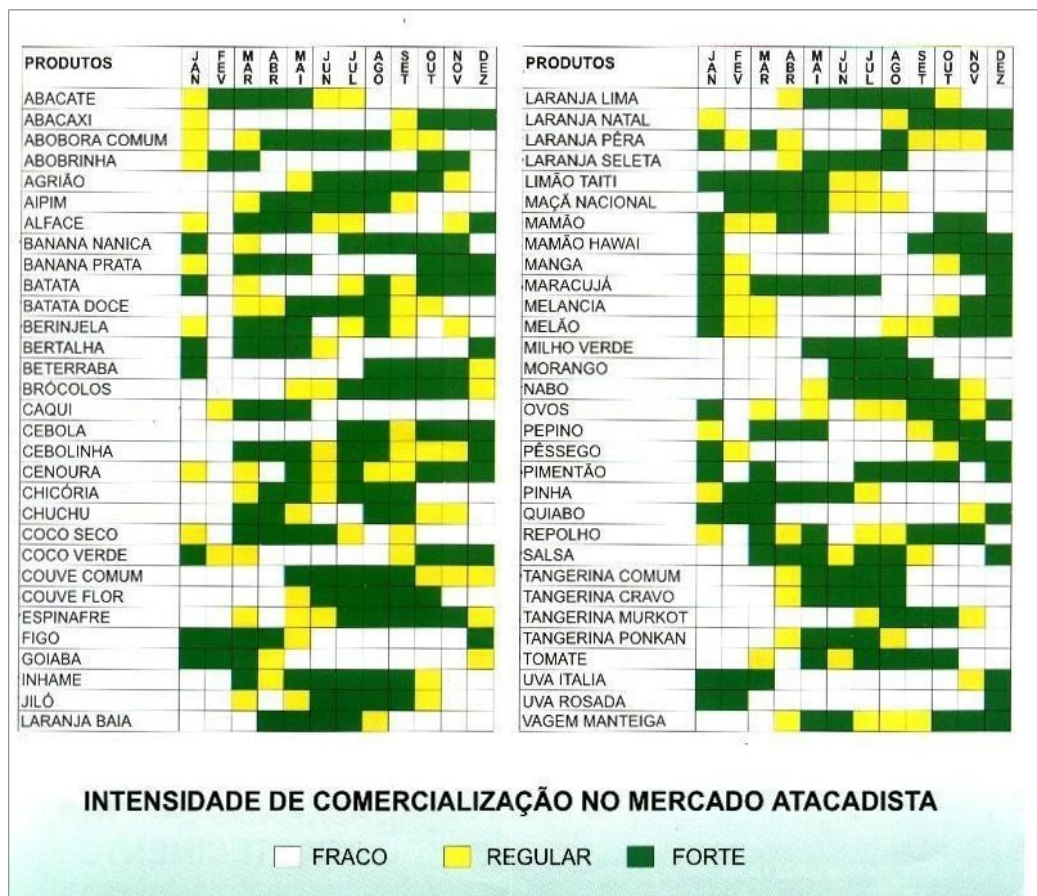 PRODUTOS JAN FEV MAR ABR MAI JUN JUL AGO SET OUT NOV DEZ
ABACATE
ABACAXI
ABOBORA COMUM
ABOBRINHA
AGRIÃO
AIPIM
ALFACE
BANANA NANICA
BANANA PRATA
BATATA
BATATA DOCE
BERINJELA
BERTALHA
BETERRABA
BRÓCOLOS
CAQUI
CEBOLA
CEBOLINHA
CENOURA
CHICÓRIA
CHUCHU
COCO SECO
COCO VERDE
COUVE COMUM
COUVE FLOR
ESPINAFRE
FIGO
GOIABA
INHAME
JILÓ
LARANJA BAIA
PRODUTOS JAN FEV MAR ABR MAI JUN JUL AGO SET OUT NOV DEZ
LARANJA LIMA
LARANJA NATAL
LARANJA PÊRA
LARANJA SELETA
LIMÃO TAITI
MAÇÃ NACIONAL
MAMÃO
MAMÃO HAWAI
MANGA
MARACUJÁ
MELANCIA
MELÃO
MILHO VERDE
MORANGO
NABO
OVOS
PEPINO
PÊSSEGO
PIMENTÃO
PINHA
QUIABO
REPOLHO
SALSA
TANGERINA COMUM
TANGERINA CRAVO
TANGERINA MURKOT
TANGERINA PONKAN
TOMATE
UVA ITALIA
UVA ROSADA
VAGEM MANTEIGA
INTENSIDADE DE COMERCIALIZAÇÃO NO MERCADO ATACADISTA
FRACO REGULAR FORTE